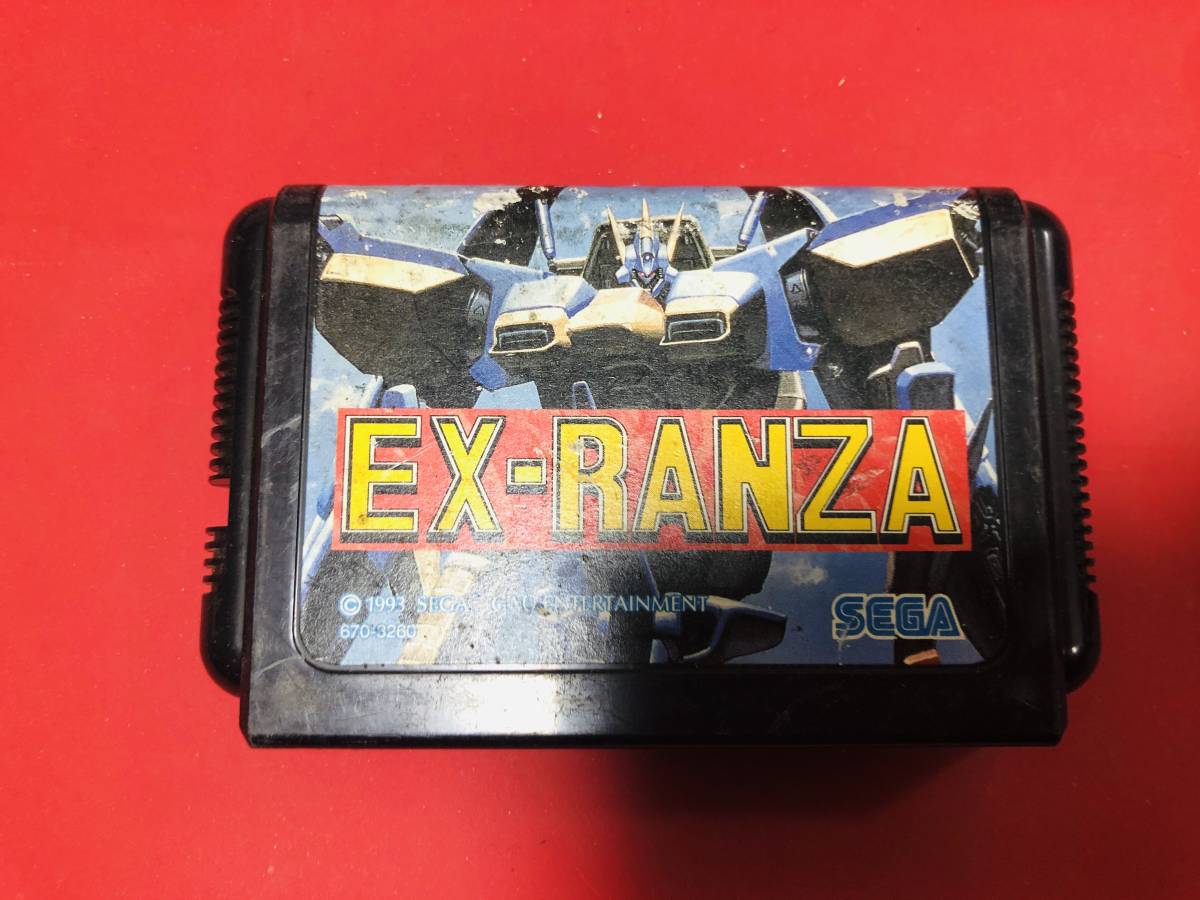 EX-RANZA
© 1993 SEGA ENTERTAINMENT
670-3260
SEGA